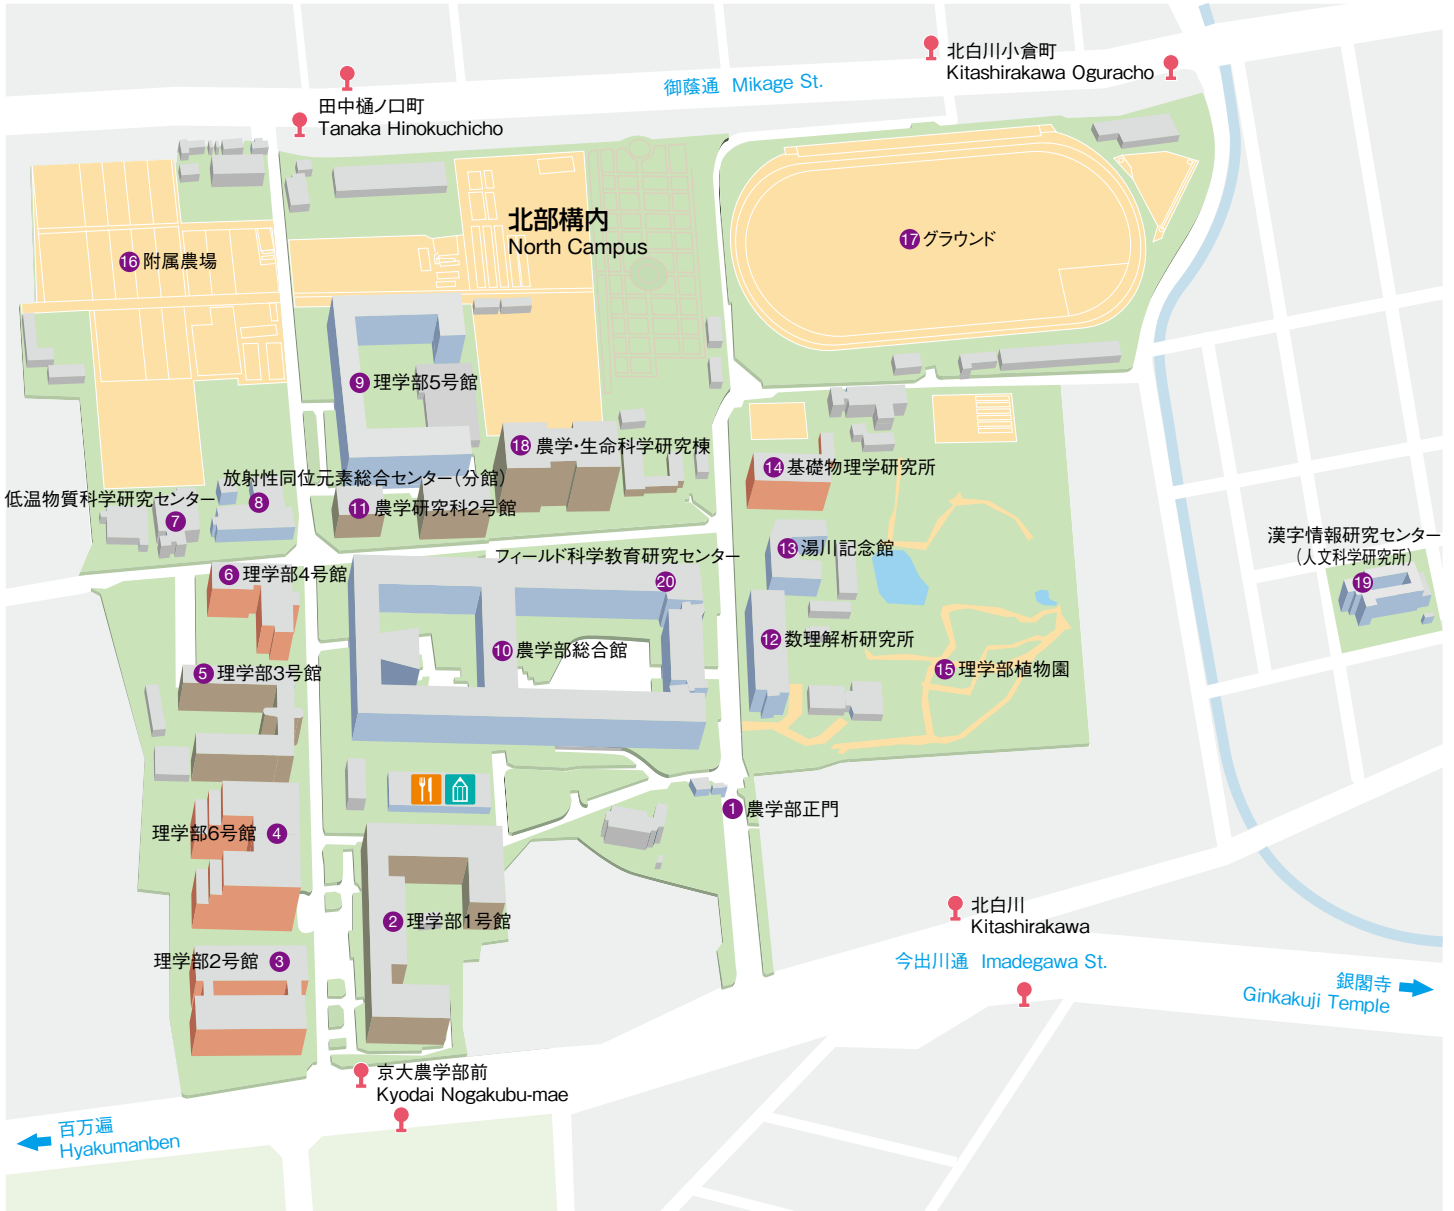 北白川小倉町
Kitashirakawa Oguracho
御蔭通 Mikage St.
田中樋ノ口町
Tanaka Hinokuchicho
北部構内
North Campus
17 グラウンド
16 附属農場
9 理学部5号館
18 農学・生命科学研究棟
14 基礎物理学研究所
放射性同位元素総合センター(分館)
8
低温物質科学研究センター
7
11 農学研究科2号館
漢字情報研究センター
(人文科学研究所)
19
13 湯川記念館
フィールド科学教育研究センター
20
6 理学部4号館
12 数理解析研究所
10 農学部総合館
15 理学部植物園
5 理学部3号館
1 農学部正門
理学部6号館 4
2 理学部1号館
北白川
Kitashirakawa
理学部2号館 3
今出川通 Imadegawa St.
銀閣寺
Ginkakuji Temple
京大農学部前
Kyodai Nogakubu-mae
百万遍
Hyakumanben